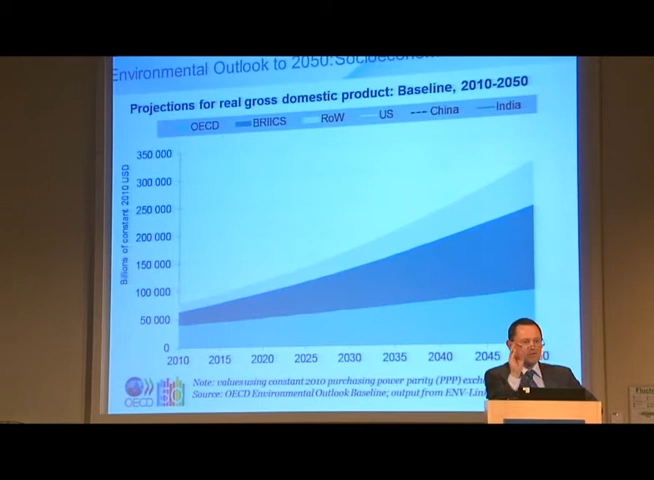 Environmental Outlook to 2050: Socioeconom
Projections for real gross domestic product: Baseline, 2010-2050
OECD BRIICS RoW US China India
Billions of constant 2010 USD
350 000
300 000
250 000
200 000
150 000
100 000
50 000
0
2010 2015 2020 2025 2030 2035 2040 2045 50
OECD
Note: values using constant 2010 purchasing power parity (PPP) exch
Source: OECD Environmental Outlook Baseline; output from ENV-Lin